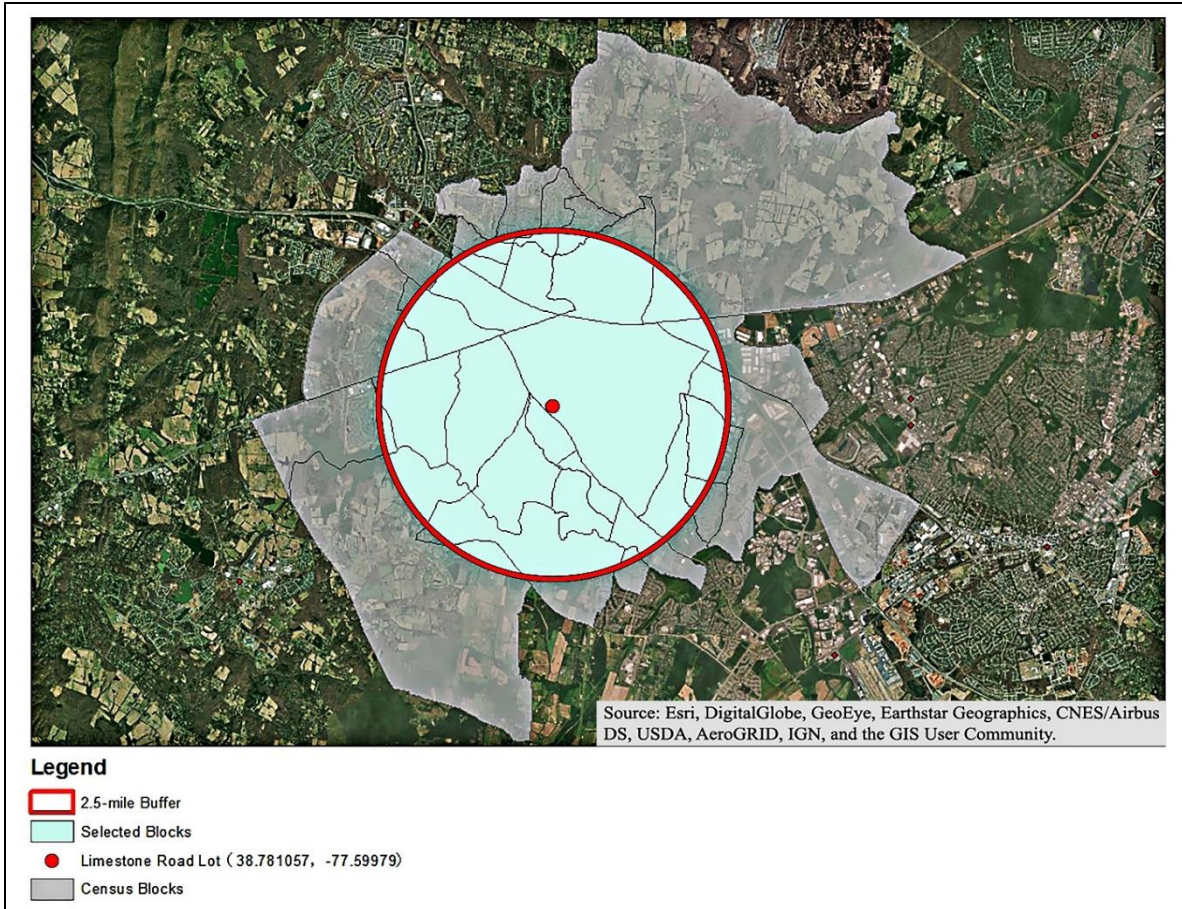 Source: Esri, DigitalGlobe, GeoEye, Earthstar Geographics, CNES/Airbus
DS, USDA, AeroGRID, IGN, and the GIS User Community.
Legend
2.5-mile Buffer
Selected Blocks
Limestone Road Lot (38.781057, -77.59979)
Census Blocks